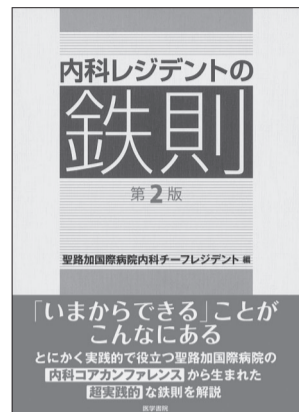 内科レジデントの
鉄則
第2版
聖路加国際病院内科チーフレジデント 編
「いまからできる」ことが
こんなにある
とにかく実践的で役立つ聖路加国際病院の
内科コアカンファレンスから生まれた
超実践的な鉄則を解説
医学書院